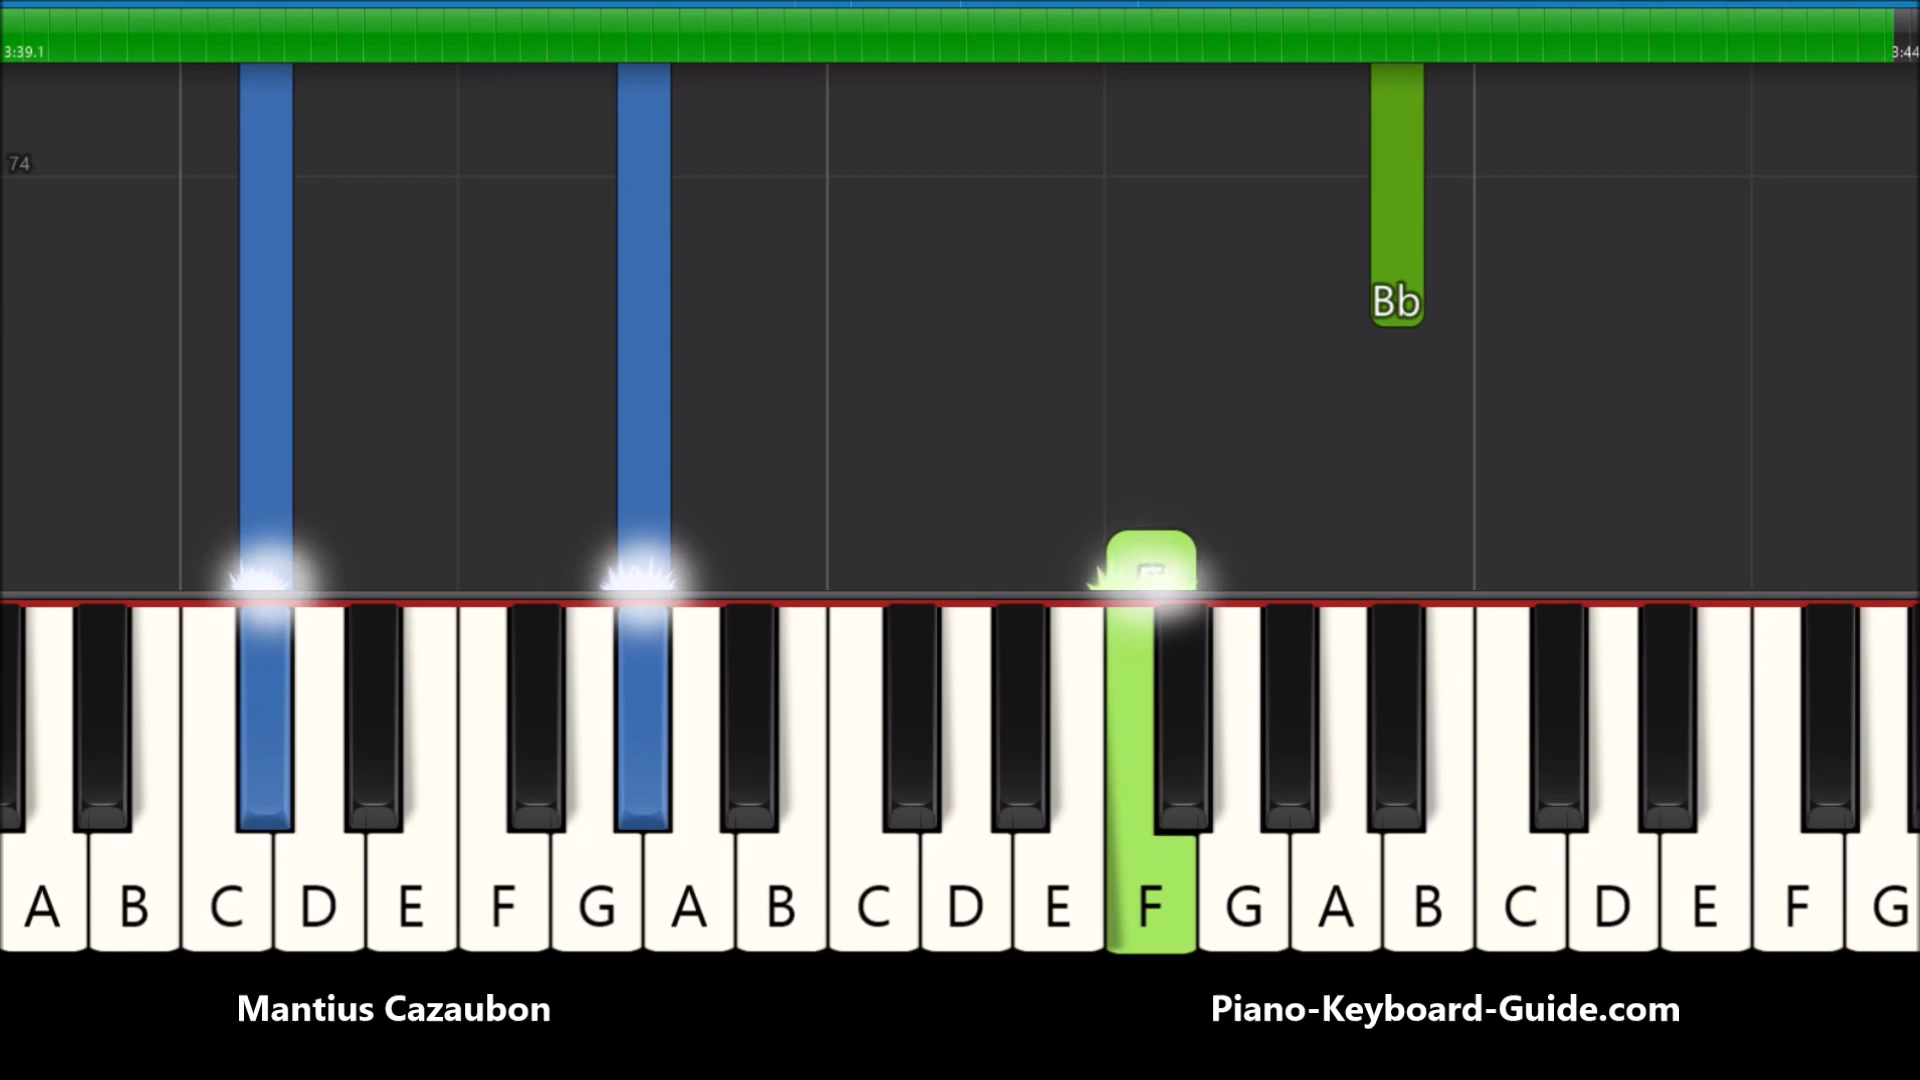 3:39.1
3:44
74
Bb
F
A B C D E F G A B C D E F G A B C D E F G
Mantius Cazaubon
Piano-Keyboard-Guide.com